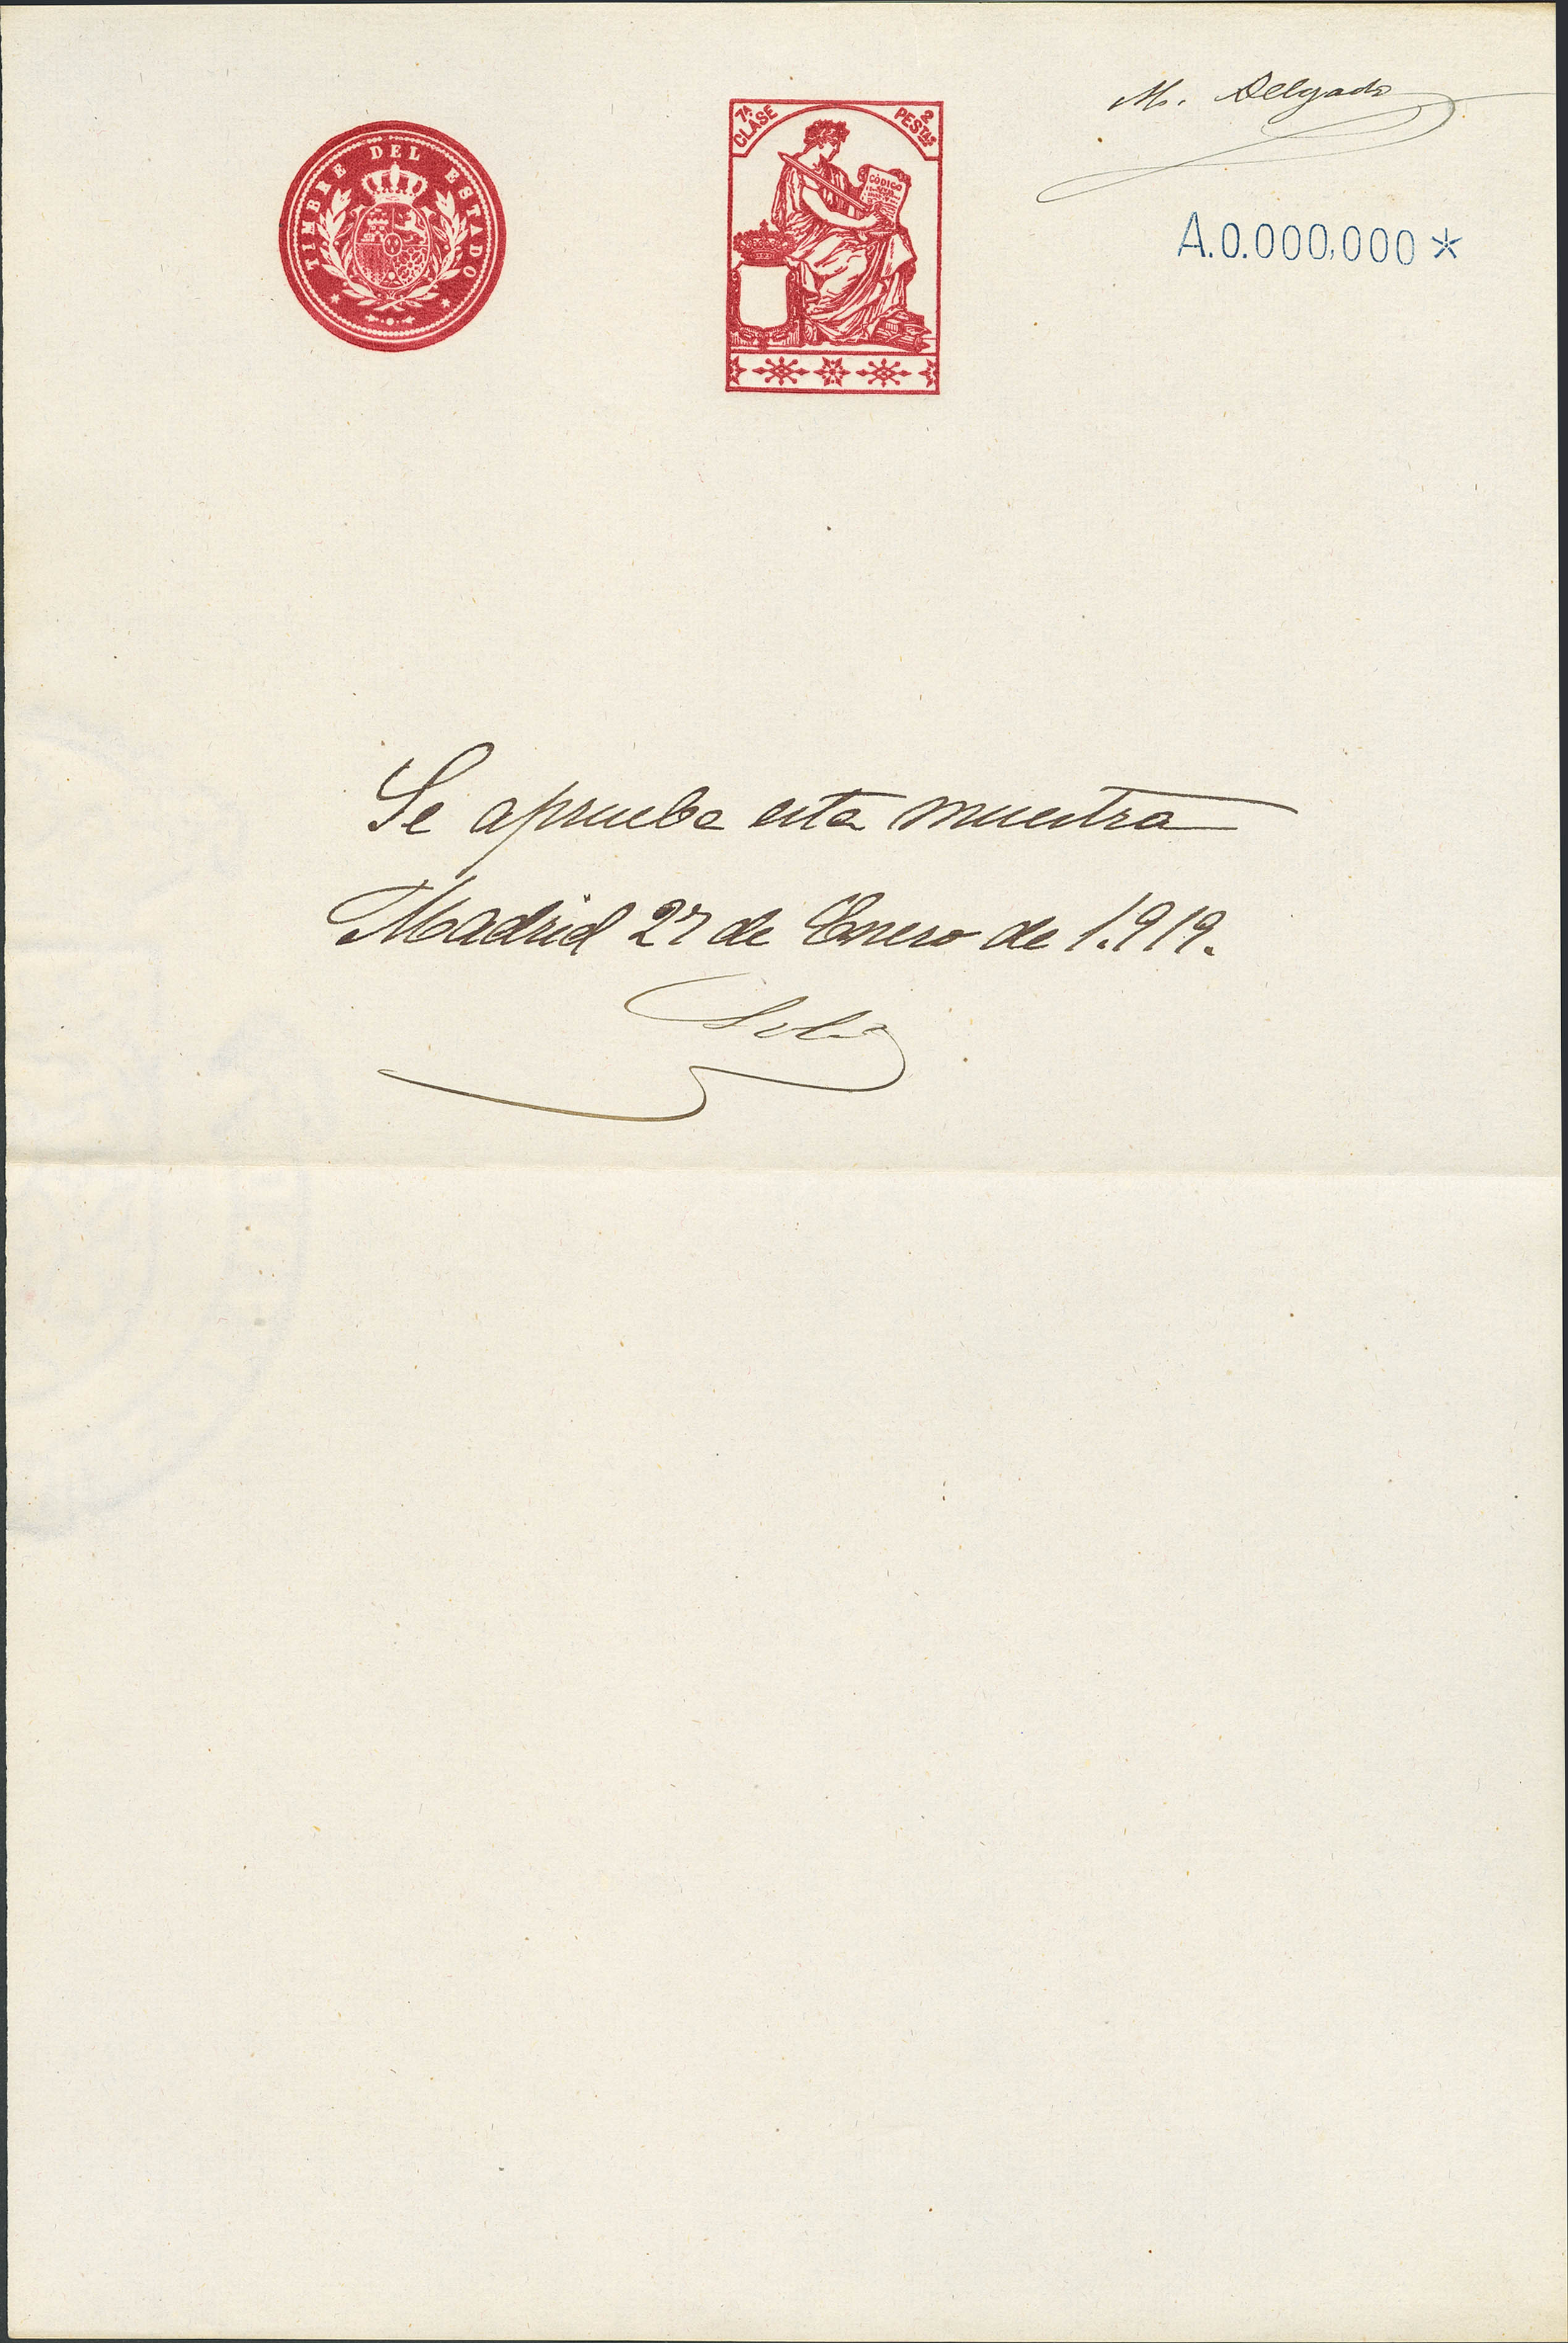 TIMBRE DEL ESTADO
7ª CLASE
2 PESTAS
CÓDIGO
M. Delgado
A.0.000,000*
Se aprueba esta muestra
Madrid 27 de Enero de 1.919.